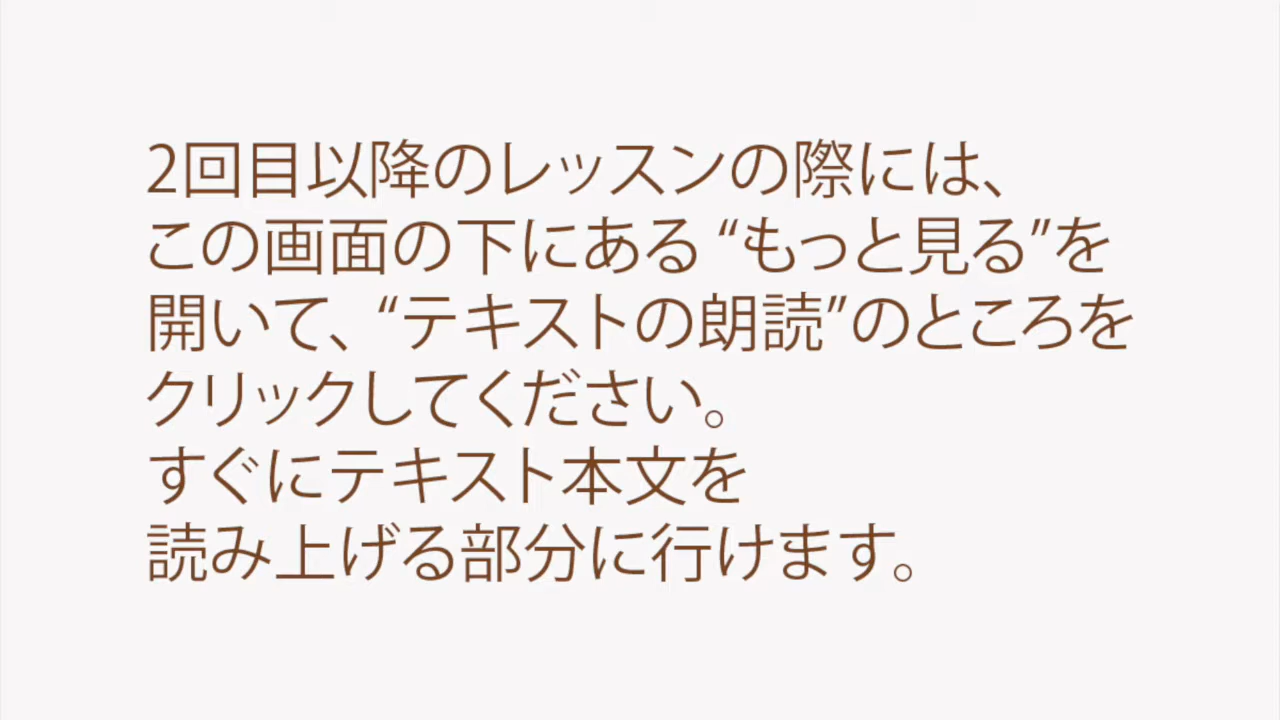 2回目以降のレッスンの際には、
この画面の下にある “もっと見る”を
開いて、“テキストの朗読”のところを
クリックしてください。
すぐにテキスト本文を
読み上げる部分に行けます。